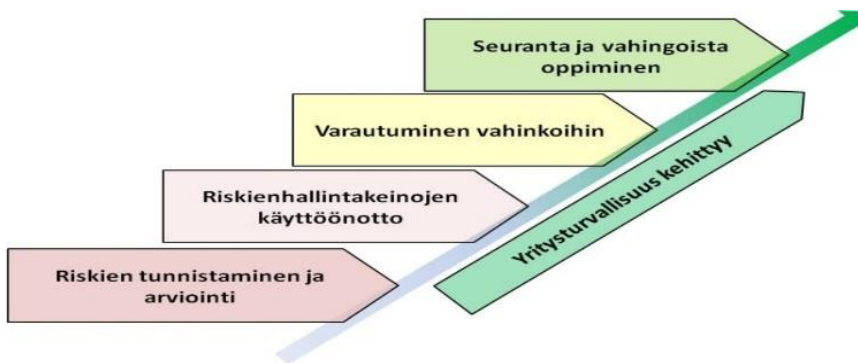 Seuranta ja vahingoista
oppiminen
Varautuminen vahinkoihin
Riskienhallintakeinojen
käyttöönotto
Riskien tunnistaminen ja
arviointi
Yritysturvallisuus kehittyy